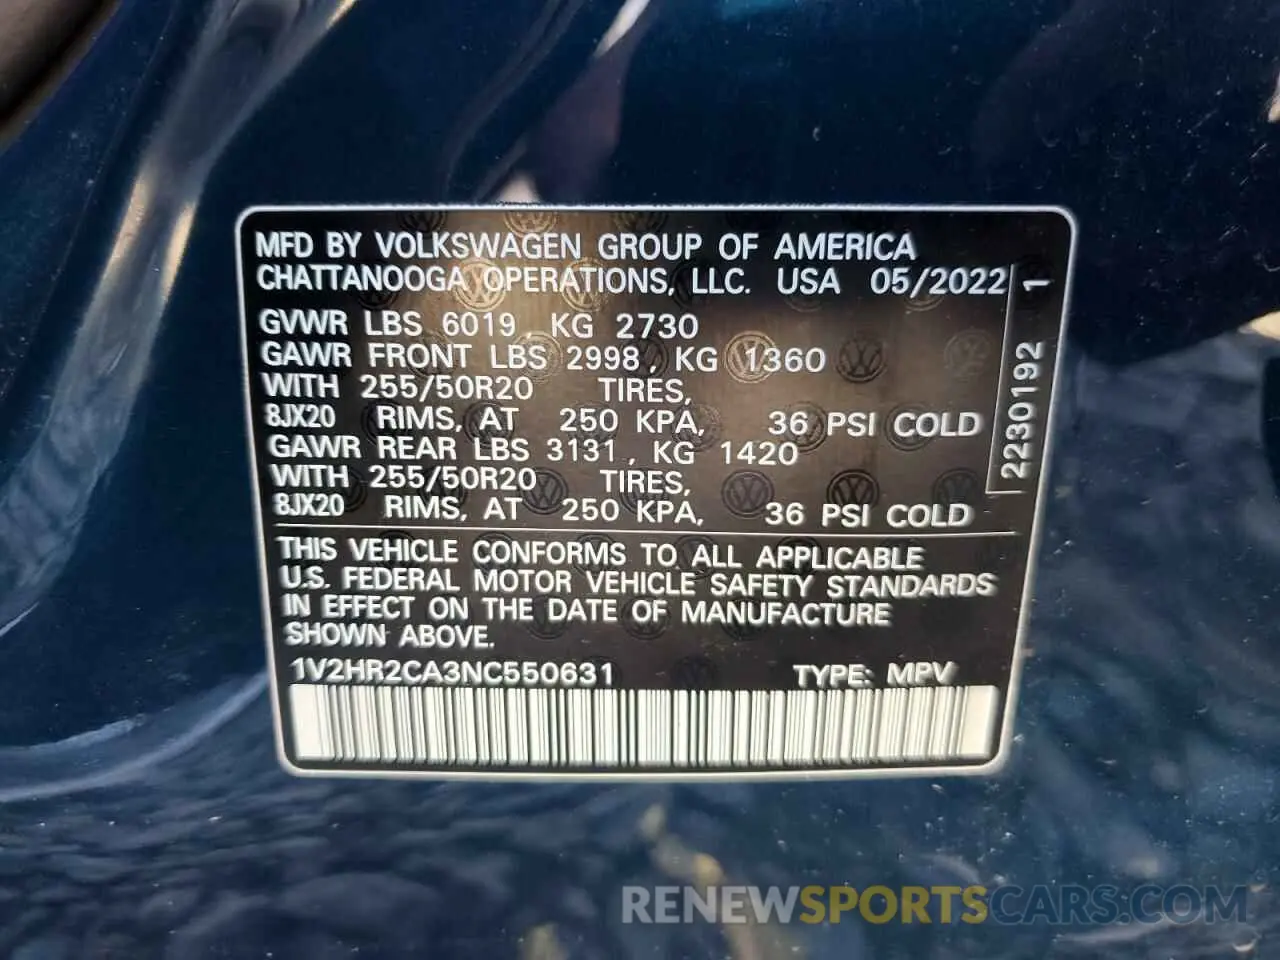 MFD BY VOLKSWAGEN GROUP OF AMERICA
CHATTANOOGA OPERATIONS, LLC. USA 05/2022
GVWR LBS 6019, KG 2730
GAWR FRONT LBS 2998, KG 1360
WITH 255/50R20 TIRES,
8JX20 RIMS, AT 250 KPA, 36 PSI COLD
GAWR REAR LBS 3131, KG 1420
WITH 255/50R20 TIRES,
8JX20 RIMS, AT 250 KPA, 36 PSI COLD
2230192 1
THIS VEHICLE CONFORMS TO ALL APPLICABLE
U.S. FEDERAL MOTOR VEHICLE SAFETY STANDARDS
IN EFFECT ON THE DATE OF MANUFACTURE
SHOWN ABOVE.
1V2HR2CA3NC550631 TYPE: MPV
RENEWSPORTSCARS.COM